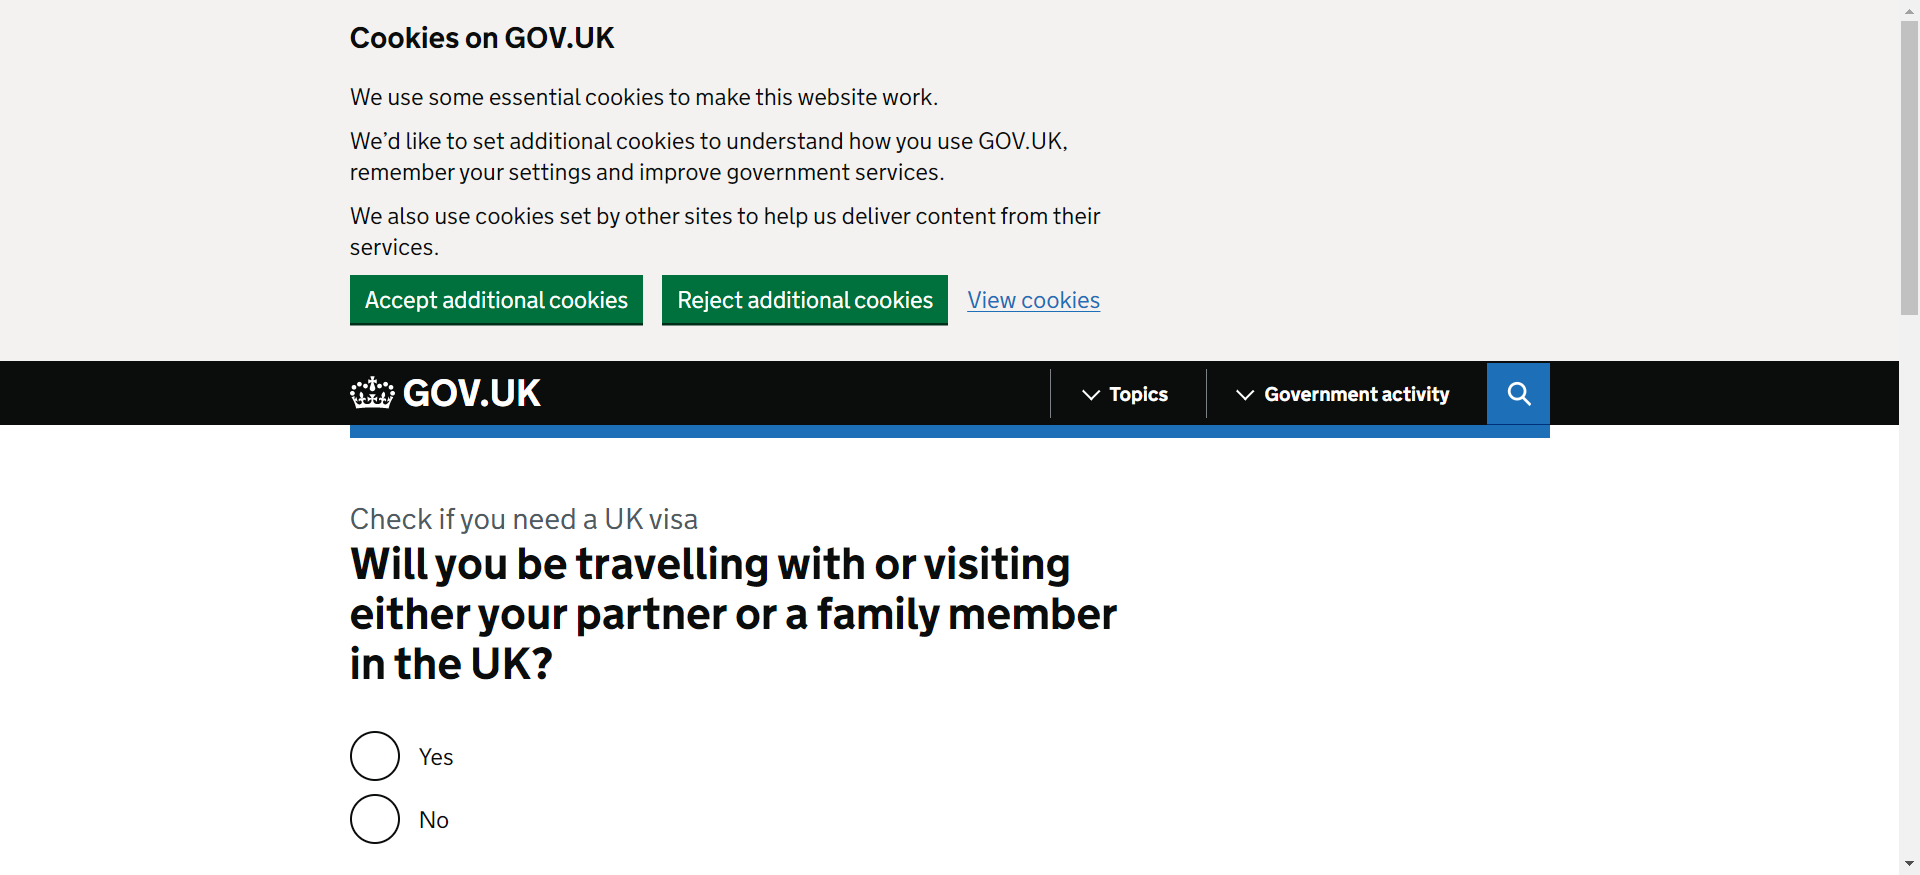 Cookies on GOV.UK
We use some essential cookies to make this website work.
We’d like to set additional cookies to understand how you use GOV.UK,
remember your settings and improve government services.
We also use cookies set by other sites to help us deliver content from their
services.
Accept additional cookies Reject additional cookies View cookies
GOV.UK Topics Government activity
Check if you need a UK visa
Will you be travelling with or visiting
either your partner or a family member
in the UK?
Yes
No